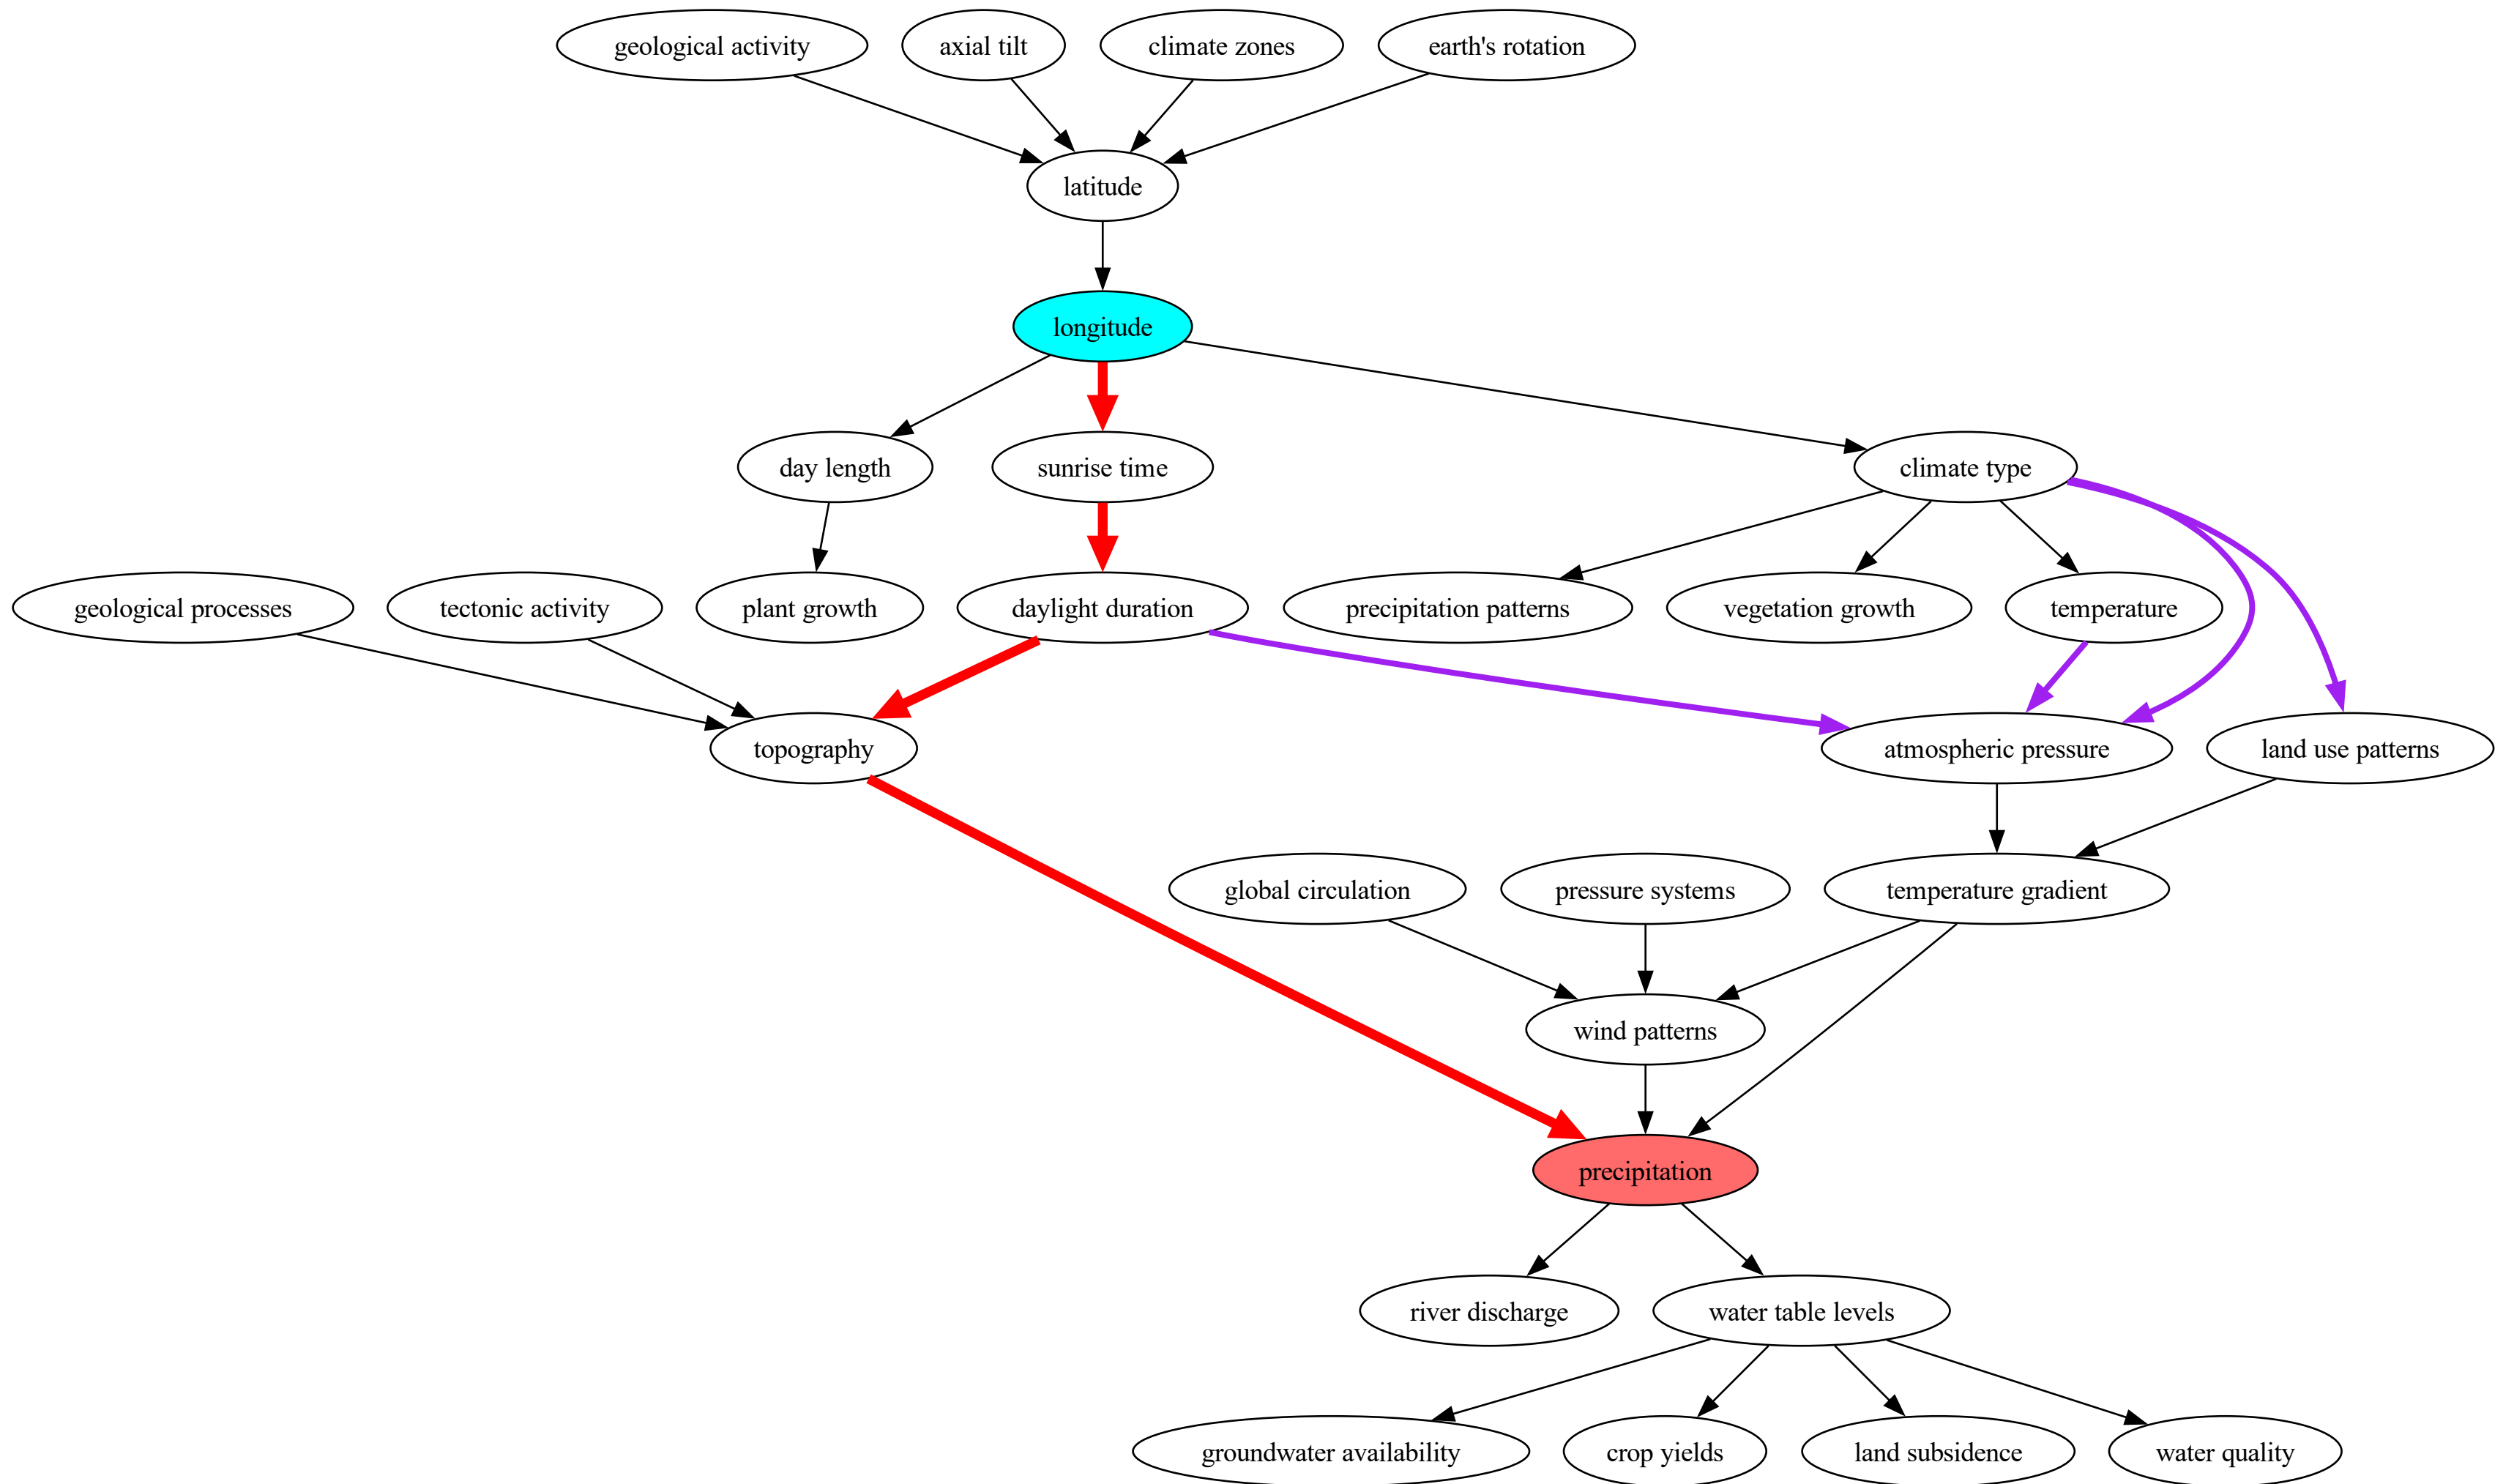 geological activity
axial tilt
climate zones
earth's rotation
latitude
longitude
day length
sunrise time
climate type
geological processes
tectonic activity
plant growth
daylight duration
precipitation patterns
vegetation growth
temperature
topography
atmospheric pressure
land use patterns
global circulation
pressure systems
temperature gradient
wind patterns
precipitation
river discharge
water table levels
groundwater availability
crop yields
land subsidence
water quality